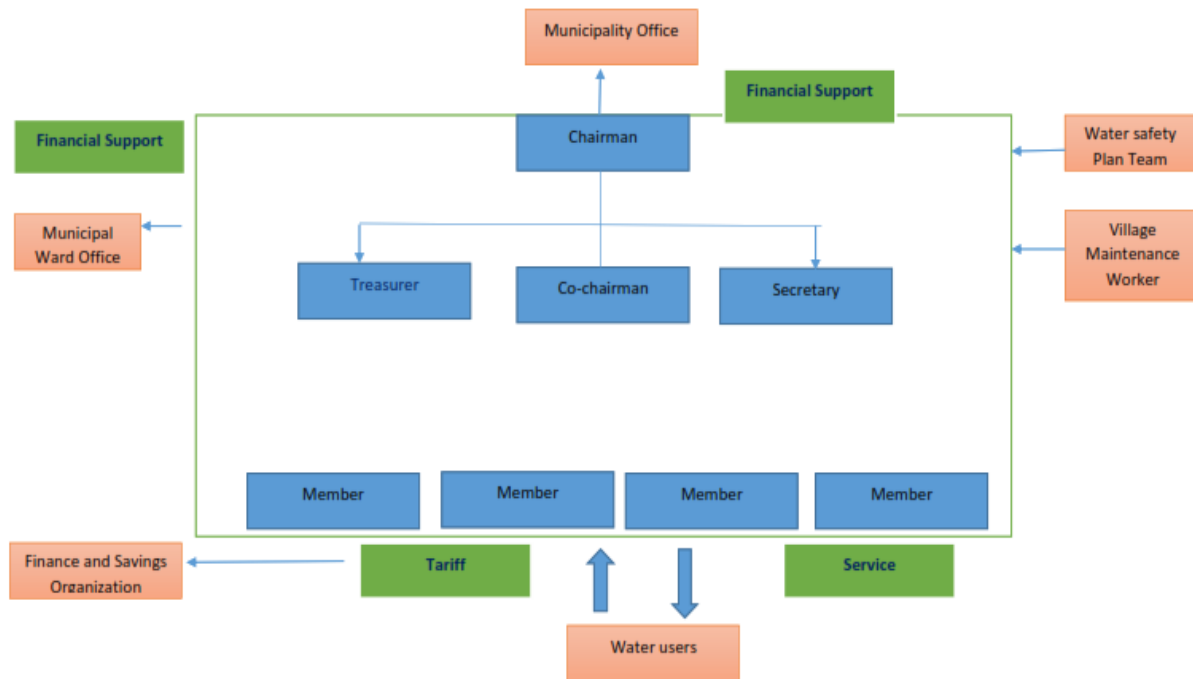 Municipality Office
Financial Support
Financial Support
Chairman
Water safety
Plan Team
Municipal
Ward Office
Village
Maintenance
Worker
Treasurer
Co-chairman
Secretary
Member
Member
Member
Member
Finance and Savings
Organization
Tariff
Service
Water users